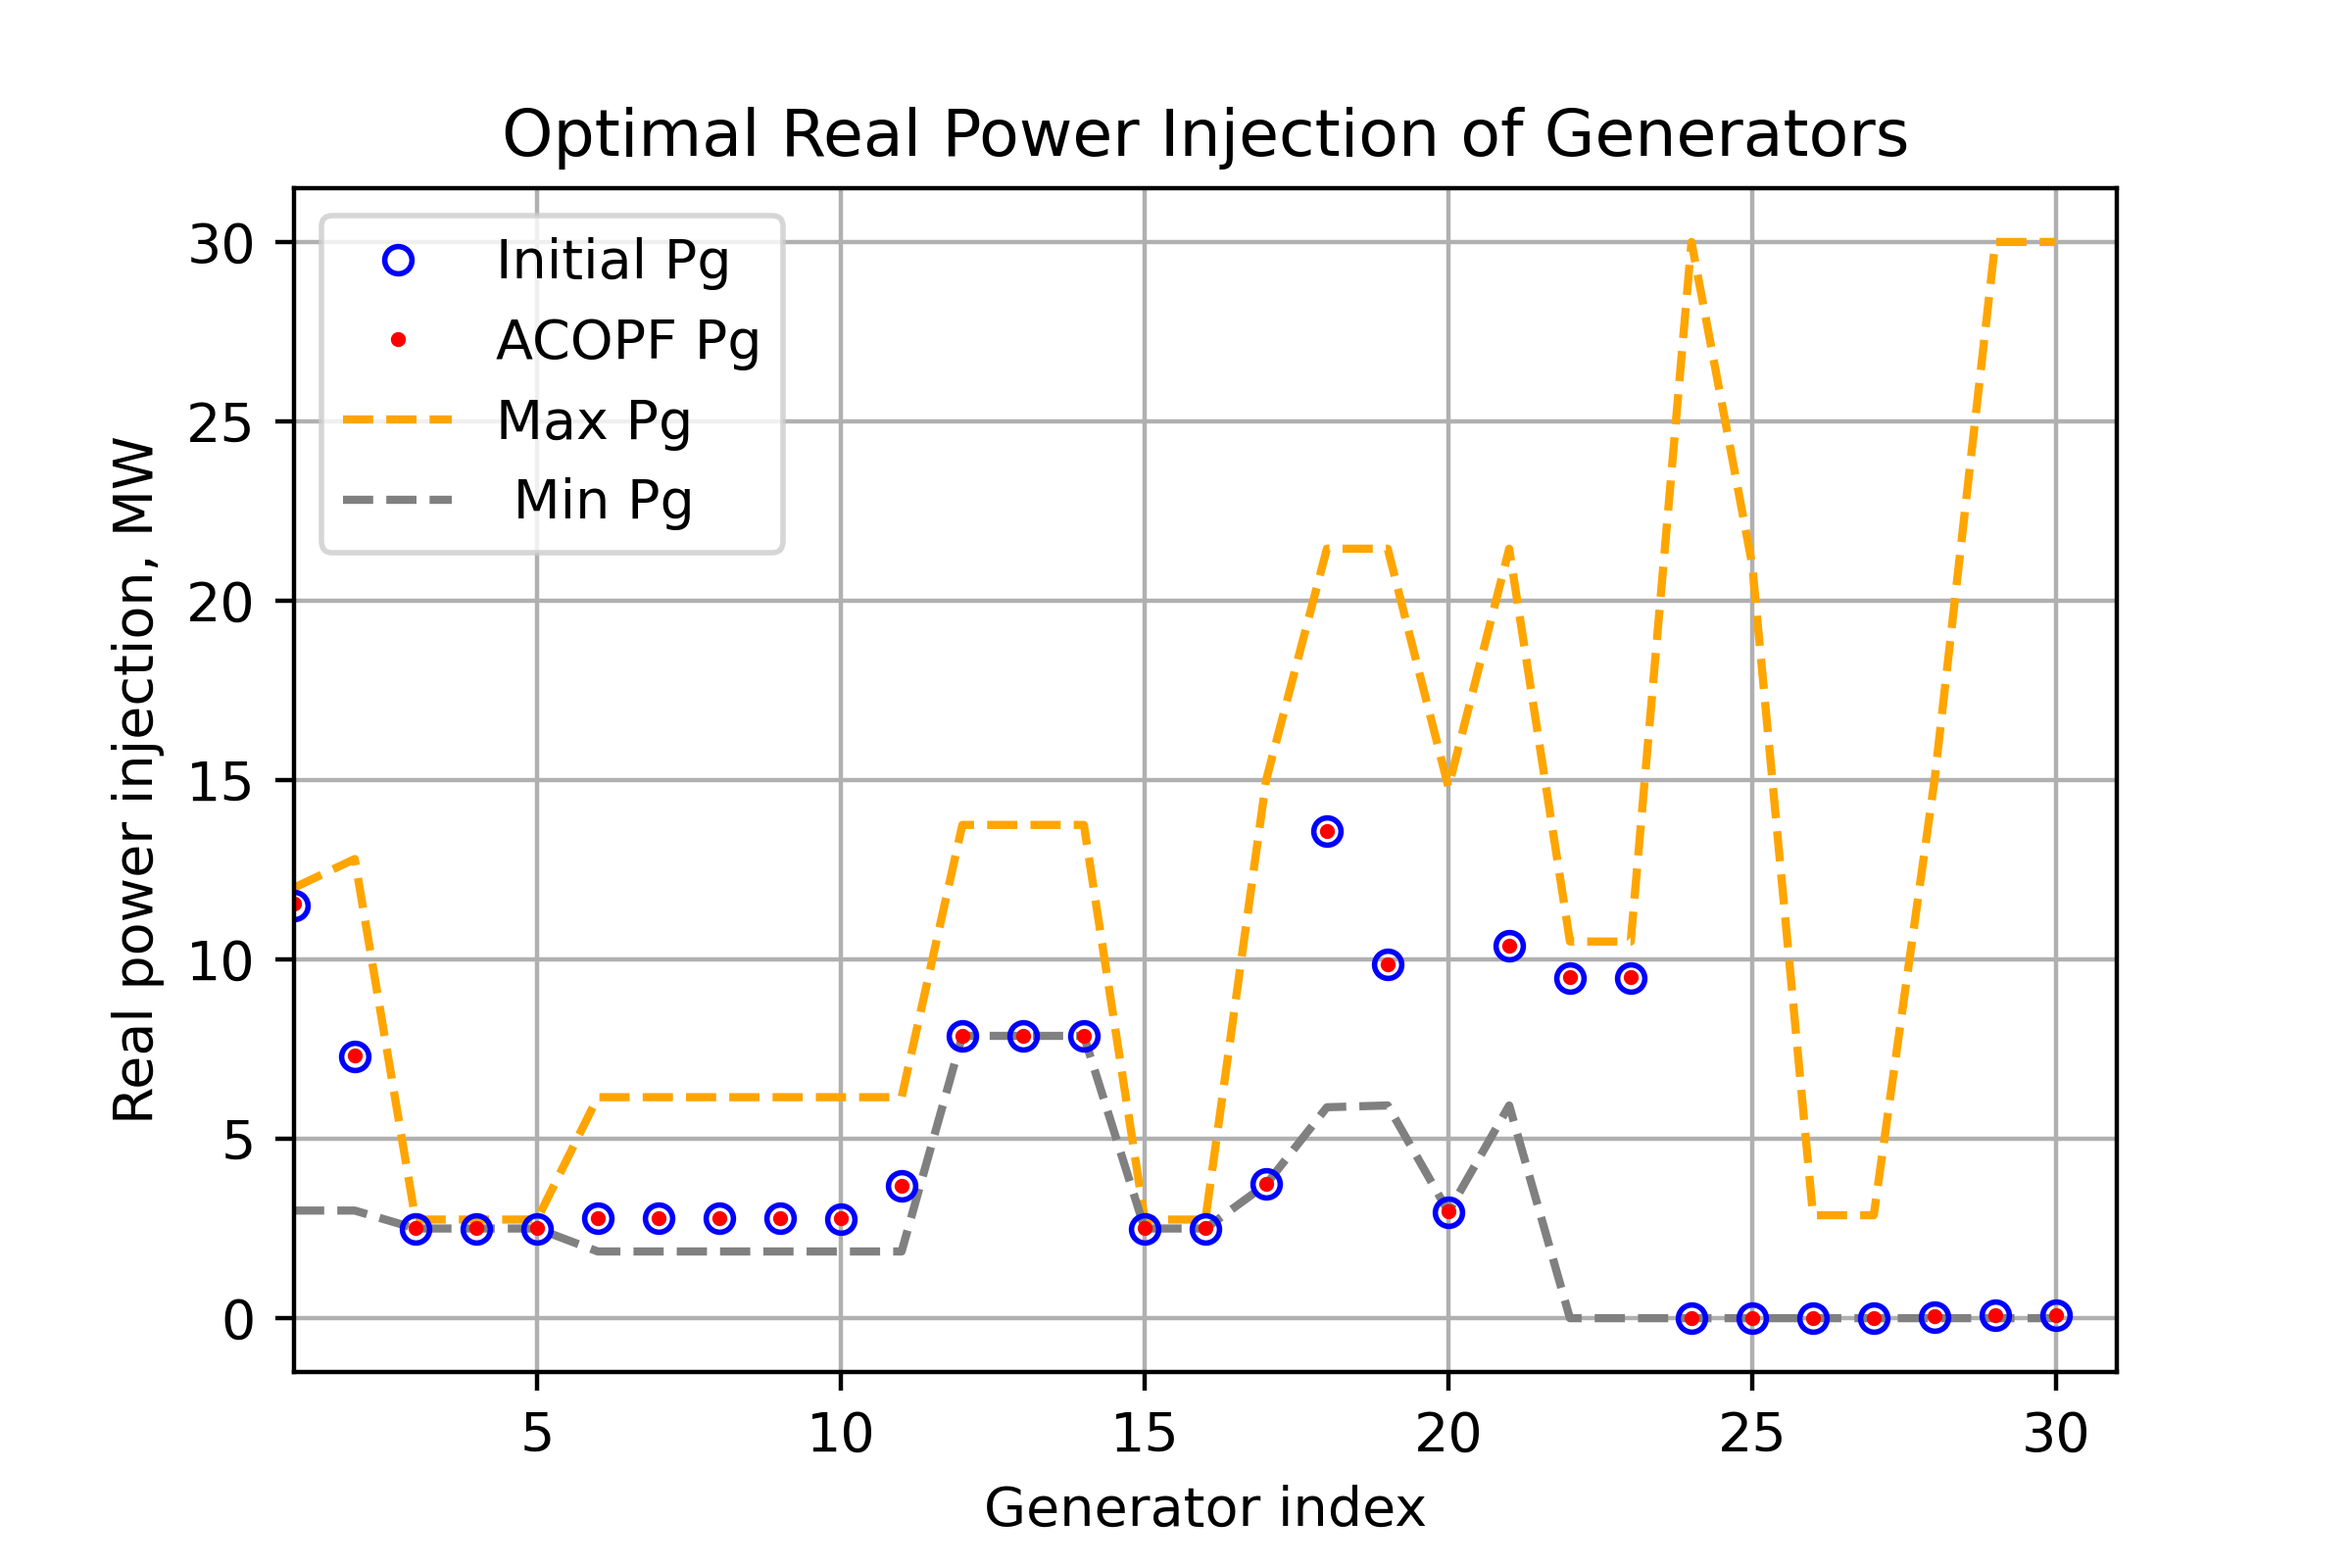 Optimal Real Power Injection of Generators
Initial Pg
ACOPF Pg
Max Pg
Min Pg
Real power injection, MW
30
25
20
15
10
5
0
5 10 15 20 25 30
Generator index